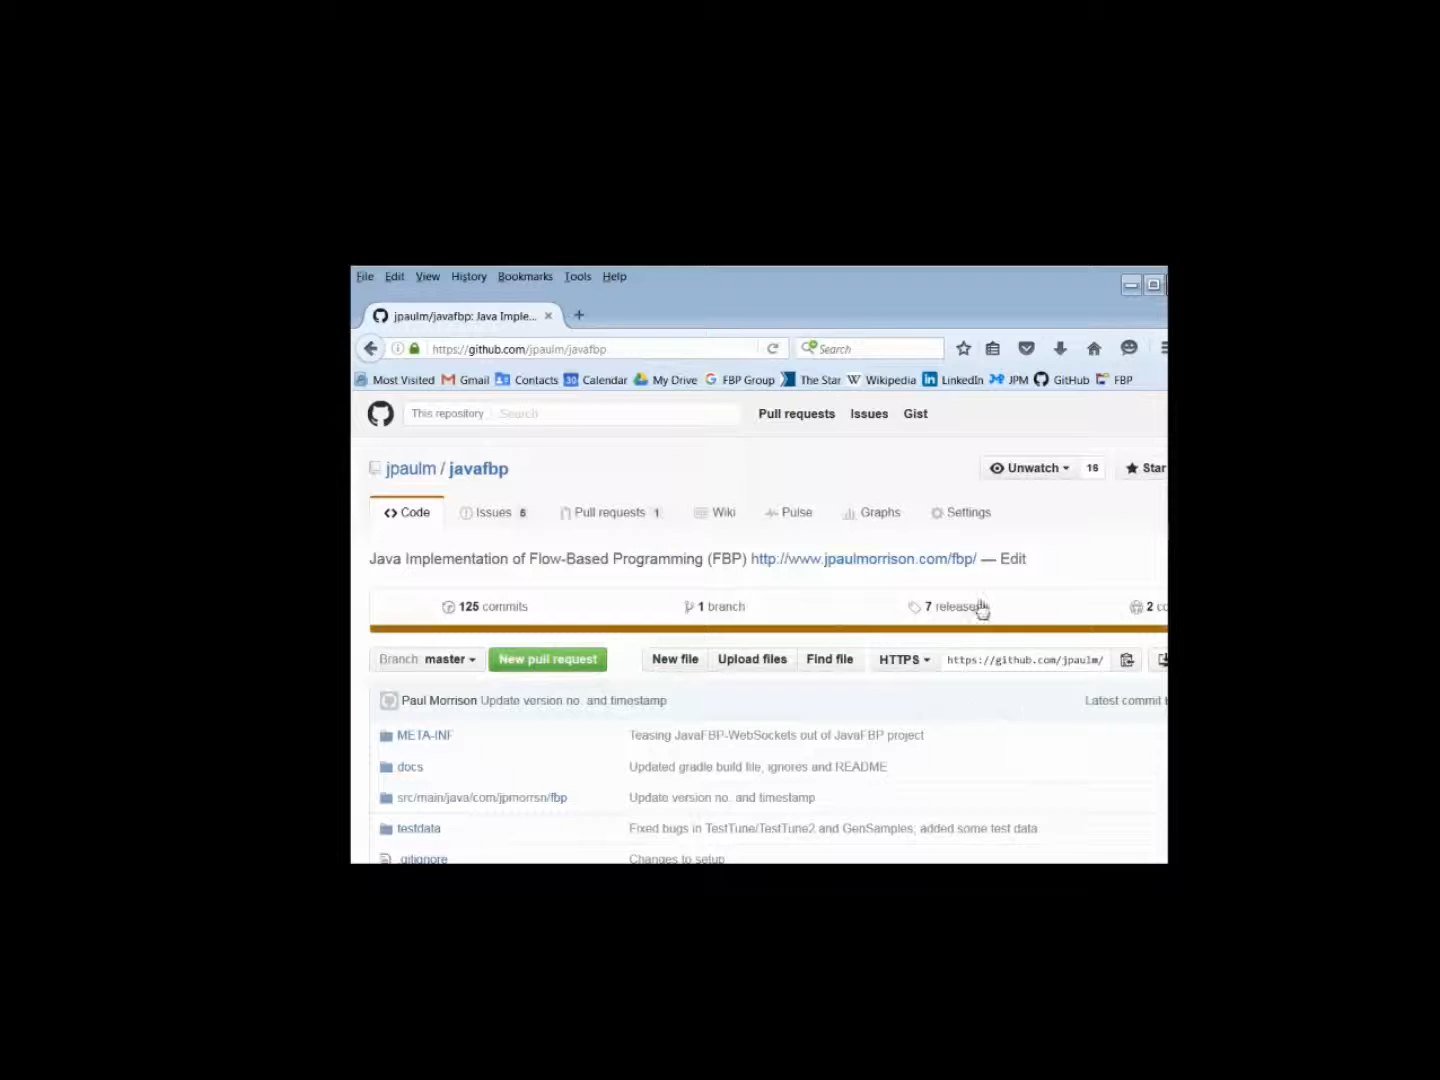 File Edit View History Bookmarks Tools Help
jpaulm/javafbp: Java Imple...
https://github.com/jpaulm/javafbp Search
Most Visited Gmail Contacts 30 Calendar My Drive FBP Group The Star Wikipedia LinkedIn JPM GitHub FBP
This repository Search Pull requests Issues Gist
jpaulm / javafbp Unwatch 16 Star
Code Issues 6 Pull requests 1 Wiki Pulse Graphs Settings
Java Implementation of Flow-Based Programming (FBP) http://www.jpaulmorrison.com/fbp/ — Edit
125 commits 1 branch 7 releases 2 co
Branch master New pull request New file Upload files Find file HTTPS https://github.com/jpaulm/
Paul Morrison Update version no. and timestamp Latest commit
META-INF Teasing JavaFBP-WebSockets out of JavaFBP project
docs Updated gradle build file, ignores and README
src/main/java/com/jpmorrsn/fbp Update version no. and timestamp
testdata Fixed bugs in TestTune/TestTune2 and GenSamples; added some test data
.gitignore Changes to setup